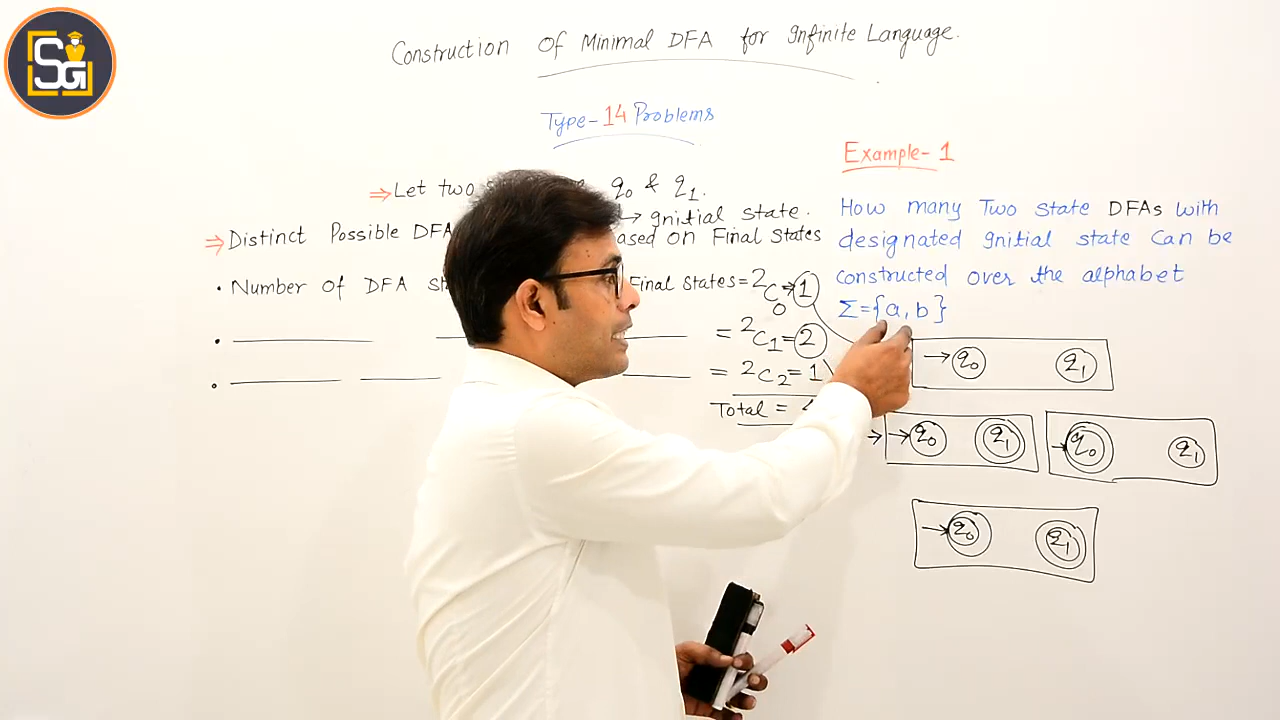 SGI
Construction Of Minimal DFA for Infinite Language.
Type-14 Problems
⇒ Let two q0 & q1.
→ Initial state.
⇒ Distinct Possible DFA ased on Final States
• Number of DFA Final States = 2C0 → 1
• = 2C1 = 2
• = 2C2 = 1
Total =
Example-1
How many Two state DFAs with
designated Initial state can be
constructed over the alphabet
Σ={a,b}
→ q0 q1
→ → q0 q1
→ q0 q1
→ q0 q1